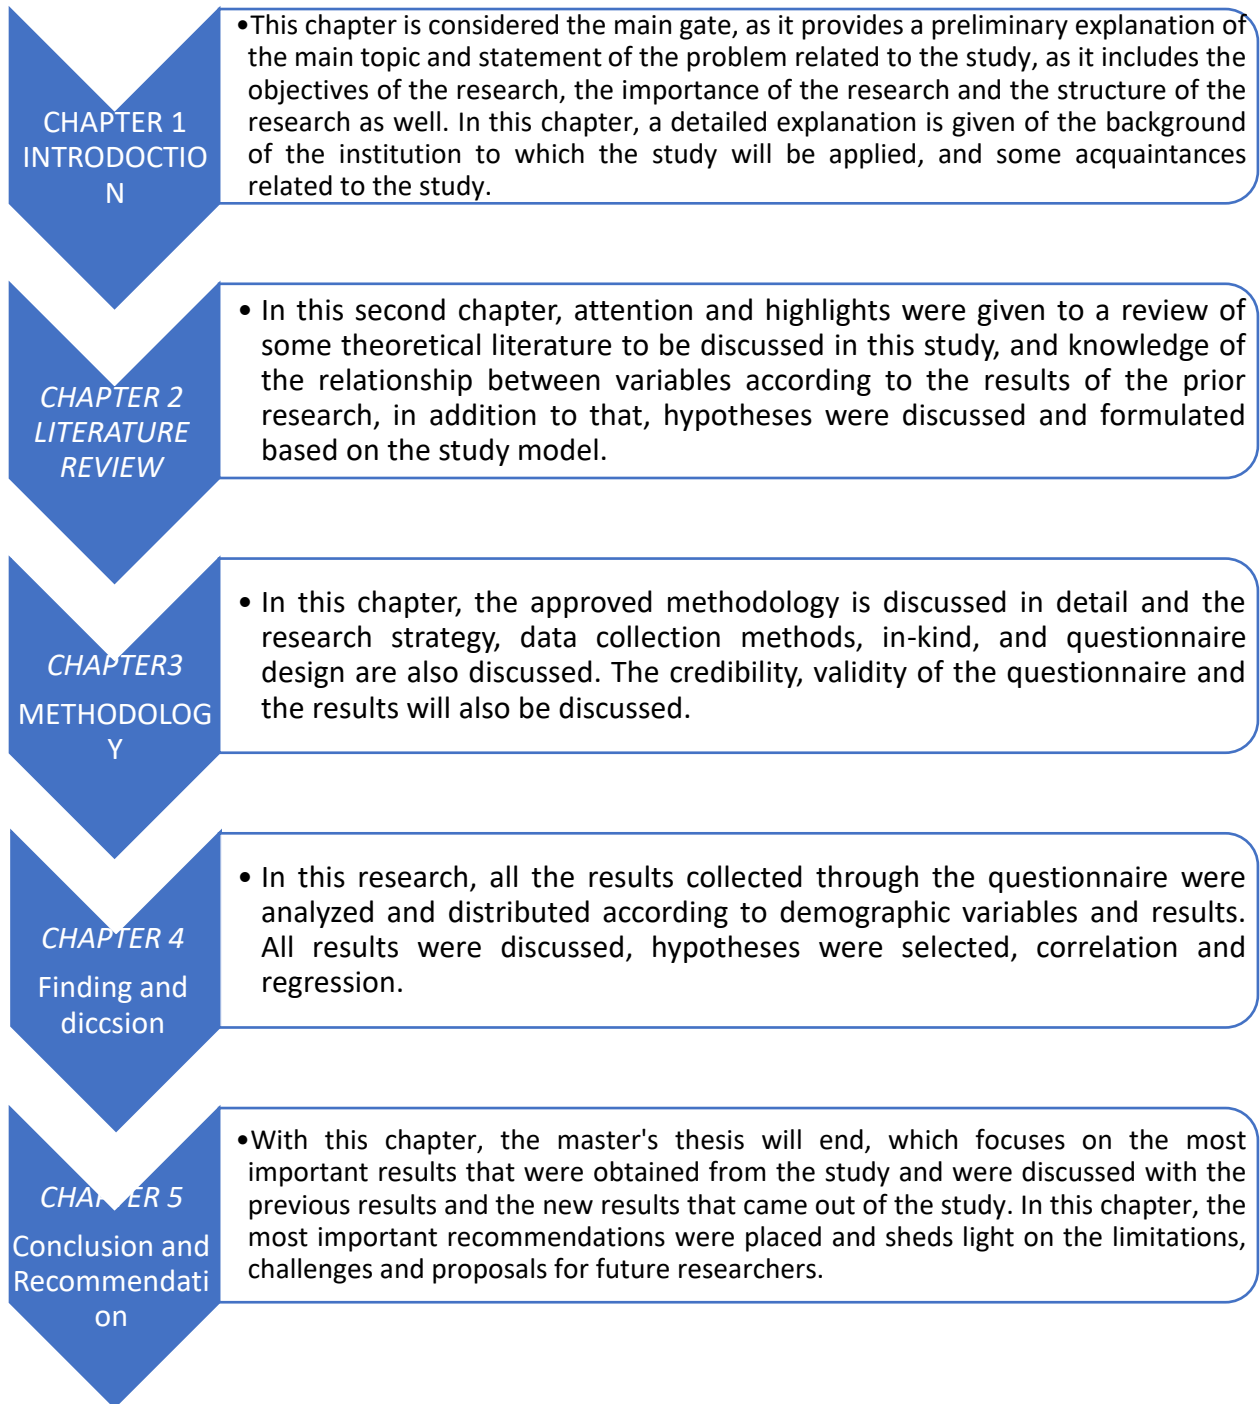 CHAPTER 1
INTRODOCTIO
N
•This chapter is considered the main gate, as it provides a preliminary explanation of
the main topic and statement of the problem related to the study, as it includes the
objectives of the research, the importance of the research and the structure of the
research as well. In this chapter, a detailed explanation is given of the background
of the institution to which the study will be applied, and some acquaintances
related to the study.
CHAPTER 2
LITERATURE
REVIEW
• In this second chapter, attention and highlights were given to a review of
some theoretical literature to be discussed in this study, and knowledge of
the relationship between variables according to the results of the prior
research, in addition to that, hypotheses were discussed and formulated
based on the study model.
CHAPTER3
METHODOLOG
Y
• In this chapter, the approved methodology is discussed in detail and the
research strategy, data collection methods, in-kind, and questionnaire
design are also discussed. The credibility, validity of the questionnaire and
the results will also be discussed.
CHAPTER 4
Finding and
diccsion
• In this research, all the results collected through the questionnaire were
analyzed and distributed according to demographic variables and results.
All results were discussed, hypotheses were selected, correlation and
regression.
CHAPTER 5
Conclusion and
Recommendati
on
•With this chapter, the master's thesis will end, which focuses on the most
important results that were obtained from the study and were discussed with the
previous results and the new results that came out of the study. In this chapter, the
most important recommendations were placed and sheds light on the limitations,
challenges and proposals for future researchers.